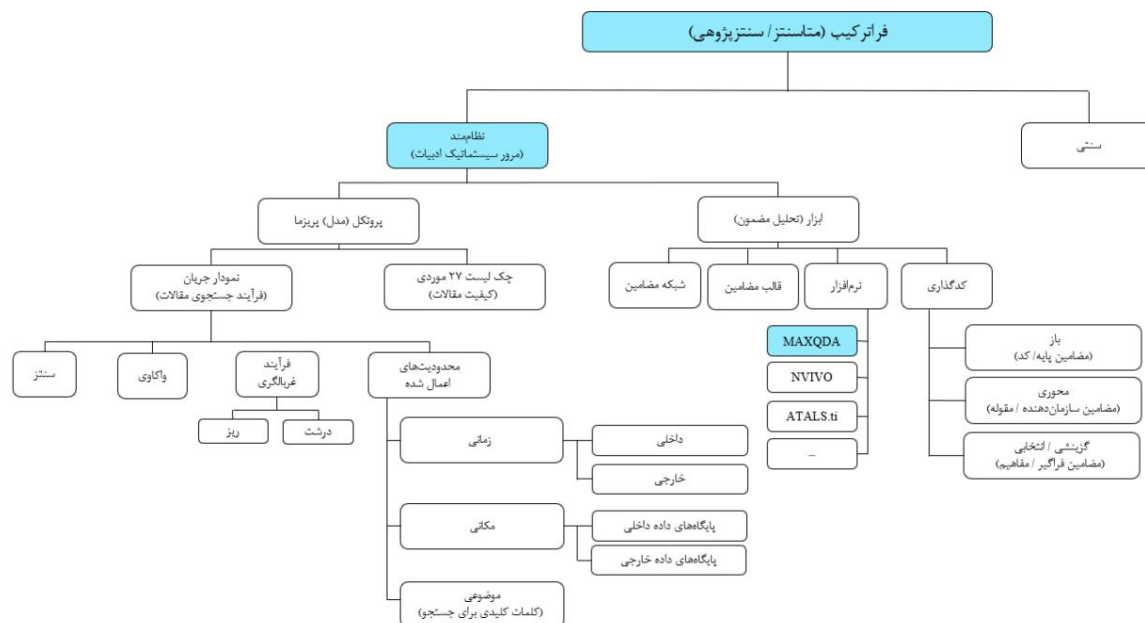 فراترکیب (متاسنتز/ سنتزپژوهی)
سنتی
نظام‌مند
(مرور سیستماتیک ادبیات)
ابزار (تحلیل مضمون)
پروتکل (مدل) پریزما
کدگذاری
نرم‌افزار
قالب مضامین
شبکه مضامین
چک لیست ۲۷ موردی
(کیفیت مقالات)
نمودار جریان
(فرآیند جستجوی مقالات)
باز
(مضامین پایه/ کد)
محوری
(مضامین سازمان‌دهنده / مقوله)
گزینشی / انتخابی
(مضامین فراگیر / مفاهیم)
MAXQDA
NVIVO
ATALS.ti
...
محدودیت‌های
اعمال شده
فرآیند
غربالگری
واکاوی
سنتز
درشت
ریز
زمانی
داخلی
خارجی
مکانی
پایگاه‌های داده داخلی
پایگاه‌های داده خارجی
موضوعی
(کلمات کلیدی برای جستجو)